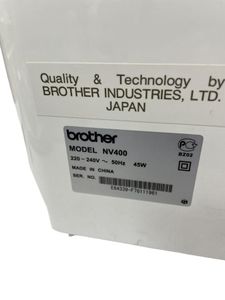 Quality & Technology by
BROTHER INDUSTRIES, LTD.
JAPAN
brother
MODEL NV400
220-240V ~ 50Hz 45W
MADE IN CHINA
SER. NO.
BZ02